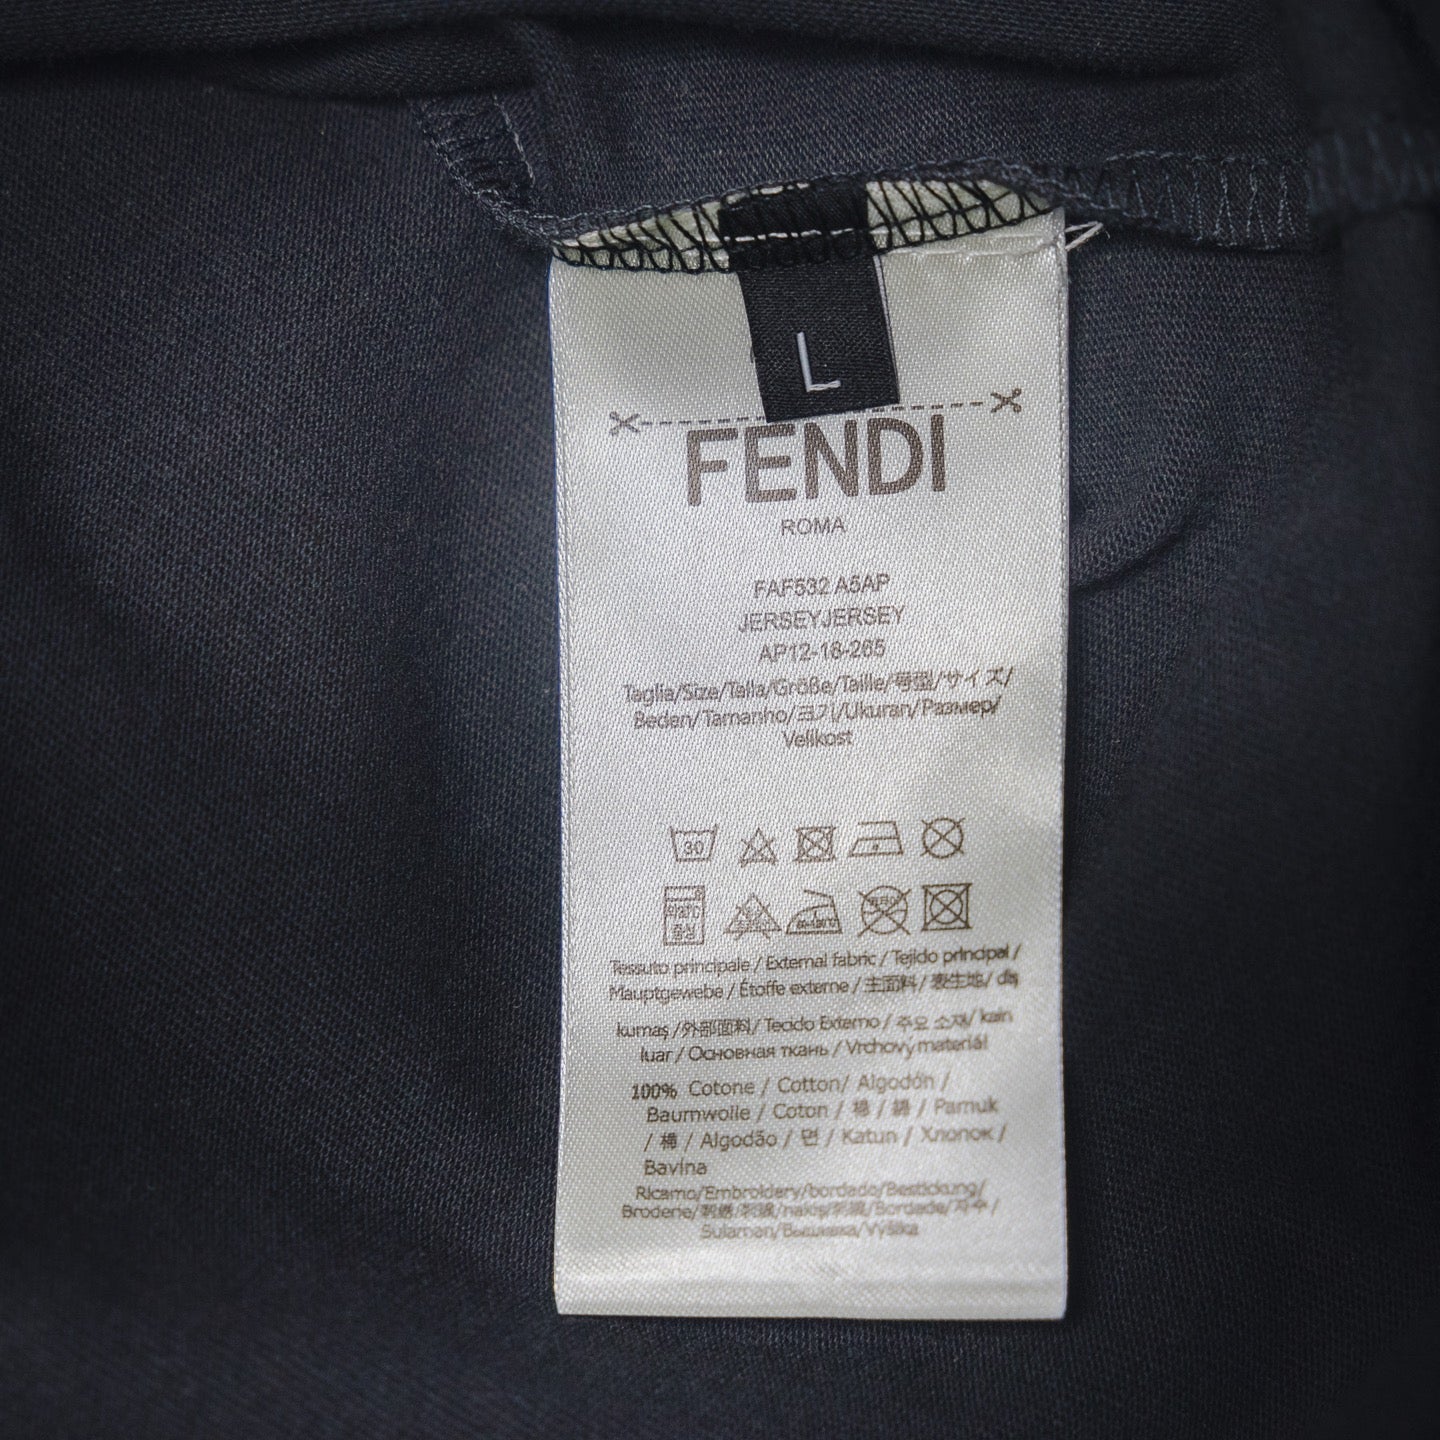 L
FENDI
ROMA
FAF532 A5AP
JERSEYJERSEY
AP12-18-265
Taglia/Size/Talla/Größe/Taille/号型/サイズ/
Beden/Tamanho/크기/Ukuran/Размер/
Velikost
30
Tessuto principale / External fabric / Tejido principal /
Mauptgewebe / Étoffe externe / 主面料 / 表生地/ dış
kumaş /外部面料/ Tecido Externo / 주요 소재/ kain
luar / Основная ткань / Vrchový materiál
100% Cotone / Cotton/ Algodón /
Baumwolle / Coton / 棉 / 綿 / Pamuk
/ 棉 / Algodão / 면 / Katun / Хлопок /
Bavlna
Ricamo/Embroidery/bordado/Bestickung/
Broderie/刺绣/刺繍/nakış/刺繡/Bordade/자수/
Sulaman/Вышивка/Výšika